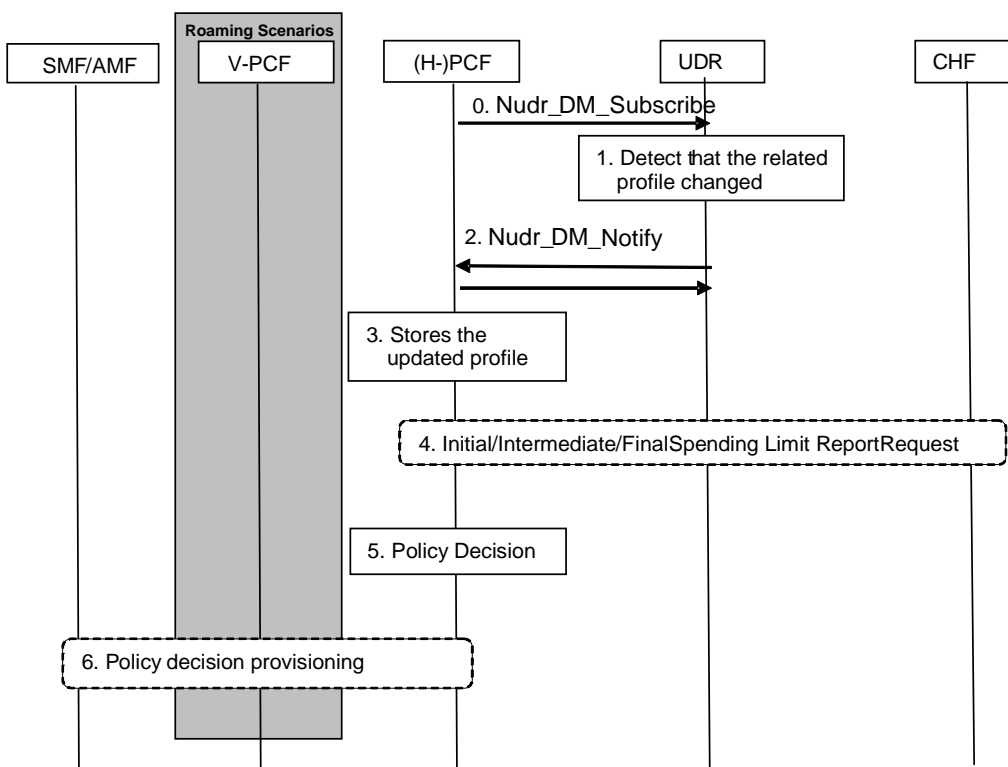 Roaming Scenarios
SMF/AMF
V-PCF
(H-)PCF
UDR
CHF
0. Nudr_DM_Subscribe
1. Detect that the related
profile changed
2. Nudr_DM_Notify
3. Stores the
updated profile
4. Initial/Intermediate/FinalSpending Limit ReportRequest
5. Policy Decision
6. Policy decision provisioning